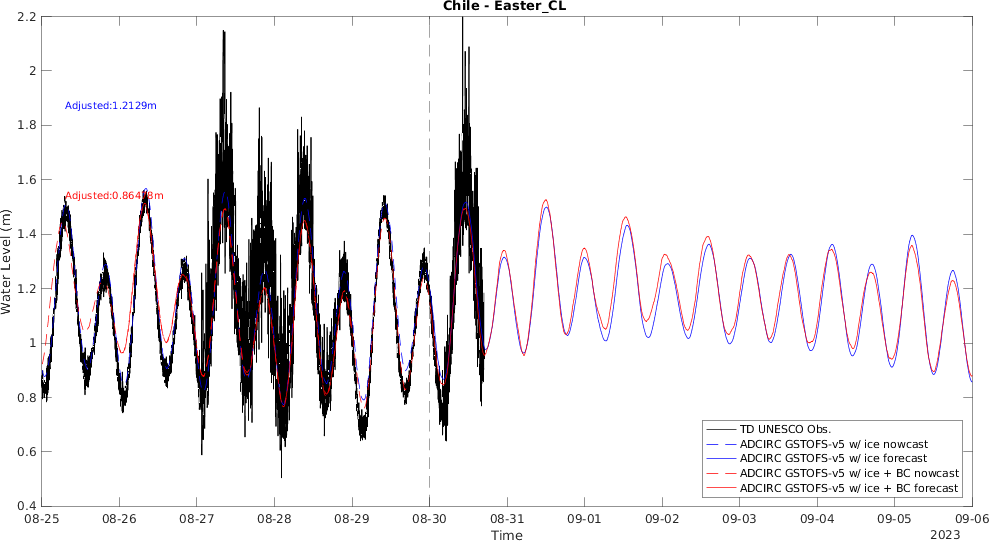 Chile - Easter_CL
2.2
2
1.8
1.6
1.4
1.2
1
0.8
0.6
0.4
Water Level (m)
Adjusted:1.2129m
TD UNESCO Obs.
ADCIRC GSTOFS-v5 w/ ice nowcast
ADCIRC GSTOFS-v5 w/ ice forecast
ADCIRC GSTOFS-v5 w/ ice + BC nowcast
ADCIRC GSTOFS-v5 w/ ice + BC forecast
08-25 08-26 08-27 08-28 08-29 08-30 08-31 09-01 09-02 09-03 09-04 09-05 09-06
Time
2023